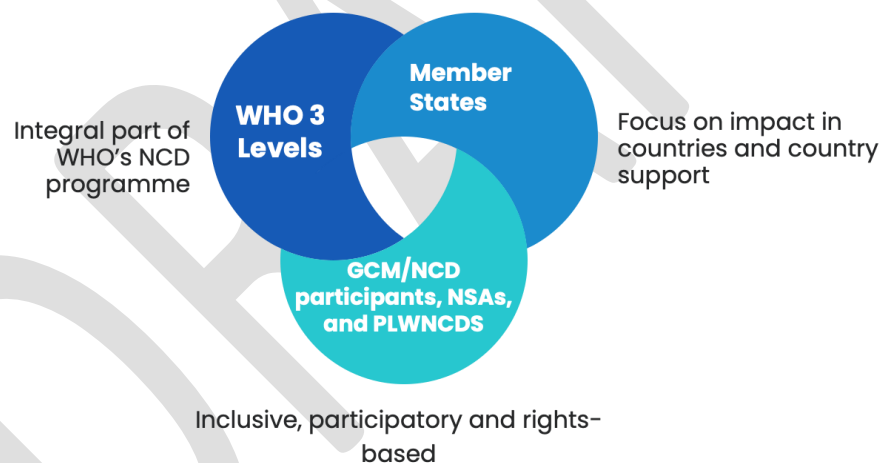 WHO 3
Levels
Member
States
Integral part of
WHO's NCD
programme
Focus on impact in
countries and country
support
GCM/NCD
participants, NSAs,
and PLWNCDS
Inclusive, participatory and rights-
based